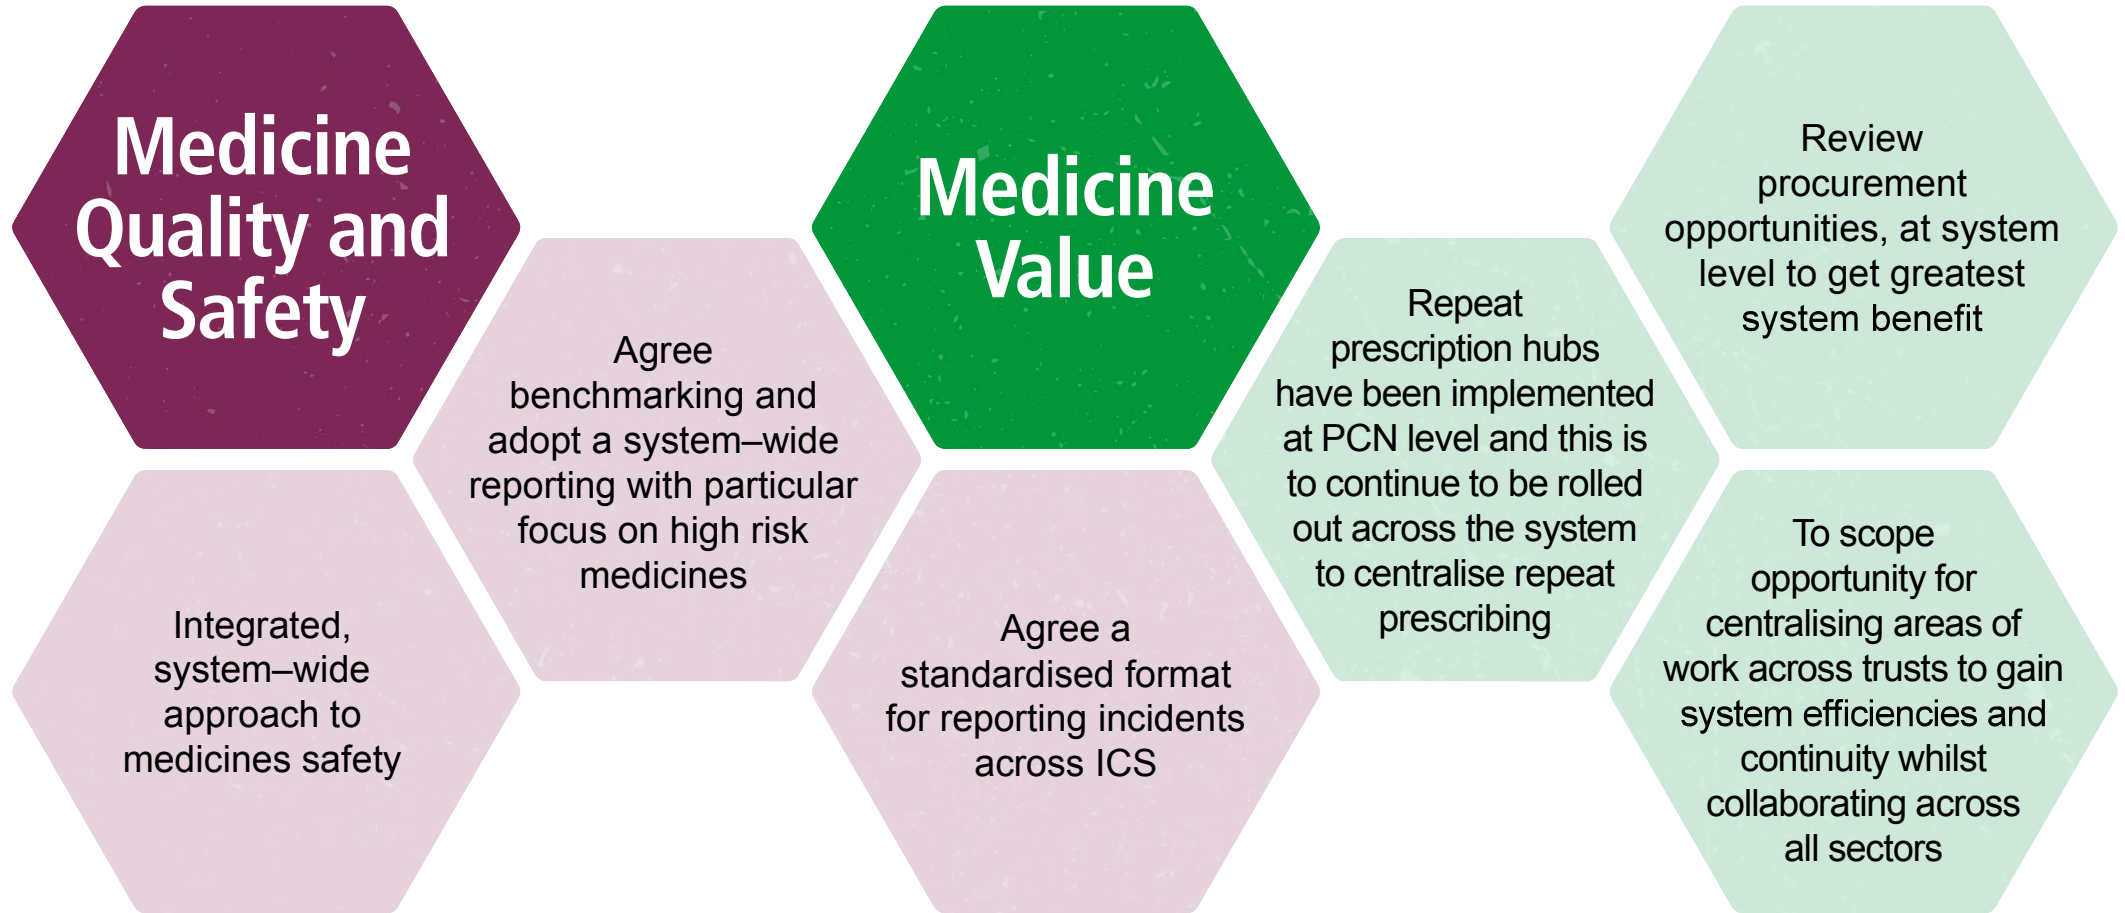 Medicine
Quality and
Safety
Integrated,
system–wide
approach to
medicines safety
Agree
benchmarking and
adopt a system–wide
reporting with particular
focus on high risk
medicines
Agree a
standardised format
for reporting incidents
across ICS
Medicine
Value
Repeat
prescription hubs
have been implemented
at PCN level and this is
to continue to be rolled
out across the system
to centralise repeat
prescribing
Review
procurement
opportunities, at system
level to get greatest
system benefit
To scope
opportunity for
centralising areas of
work across trusts to gain
system efficiencies and
continuity whilst
collaborating across
all sectors